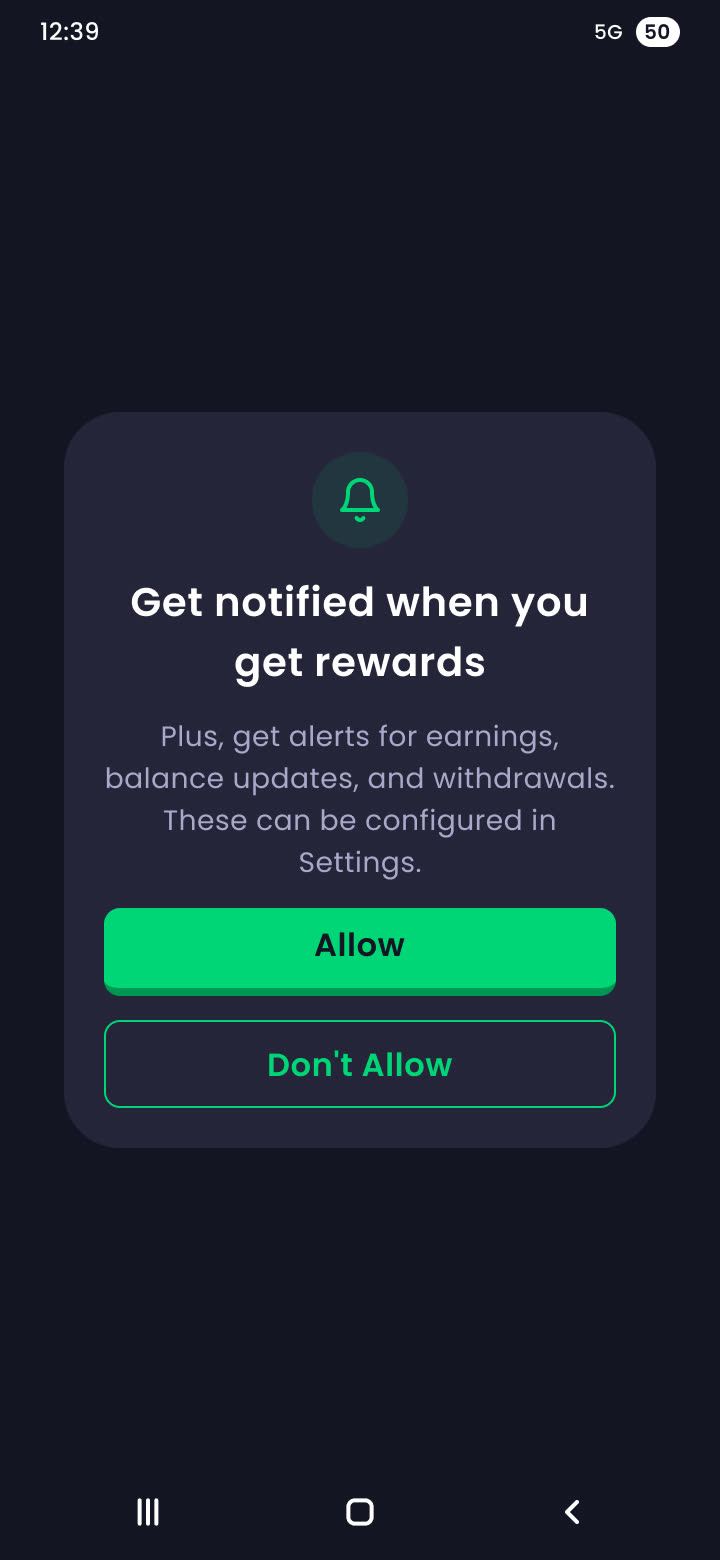 12:39
5G 50
Get notified when you
get rewards
Plus, get alerts for earnings,
balance updates, and withdrawals.
These can be configured in
Settings.
Allow
Don't Allow